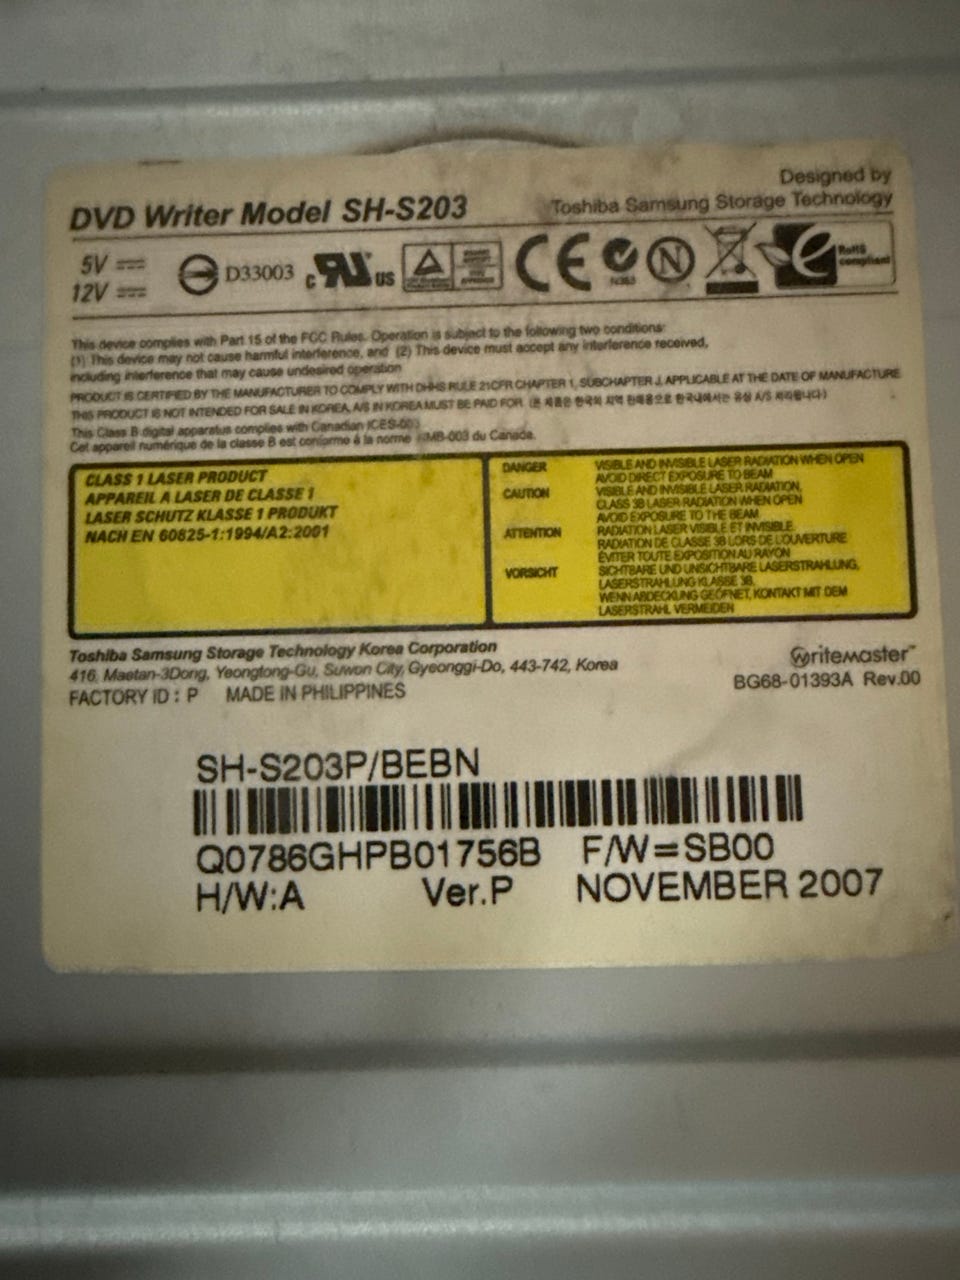 Designed by
DVD Writer Model SH-S203
Toshiba Samsung Storage Technology
5V
12V
D33003
c RU US
CE
N363
N
RoHS
compliant
This device complies with Part 15 of the FCC Rules. Operation is subject to the following two conditions:
(1) This device may not cause harmful interference, and (2) This device must accept any interference received,
including interference that may cause undesired operation
PRODUCT IS CERTIFIED BY THE MANUFACTURER TO COMPLY WITH DHHS RULE 21CFR CHAPTER 1, SUBCHAPTER J. APPLICABLE AT THE DATE OF MANUFACTURE
THIS PRODUCT IS NOT INTENDED FOR SALE IN KOREA, A/S IN KOREA MUST BE PAID FOR
This Class B digital apparatus complies with Canadian ICES-003
Cet appareil numérique de la classe B est conforme á la norme NMB-003 du Canada.
CLASS 1 LASER PRODUCT
APPAREIL A LASER DE CLASSE 1
LASER SCHUTZ KLASSE 1 PRODUKT
NACH EN 60825-1:1994/A2:2001
DANGER VISIBLE AND INVISIBLE LASER RADIATION WHEN OPEN
AVOID DIRECT EXPOSURE TO BEAM
CAUTION VISIBLE AND INVISIBLE LASER RADIATION,
CLASS 3B LASER RADIATION WHEN OPEN
AVOID EXPOSURE TO THE BEAM
ATTENTION RADIATION LASER VISIBLE ET INVISIBLE.
RADIATION DE CLASSE 3B LORS DE L'OUVERTURE
ÉVITER TOUTE EXPOSITION AU RAYON
VORSICHT SICHTBARE UND UNSICHTBARE LASERSTRAHLUNG,
LASERSTRAHLUNG KLASSE 3B,
WENN ABDECKUNG GEÖFNET, KONTAKT MIT DEM
LASERSTRAHL VERMEIDEN
Toshiba Samsung Storage Technology Korea Corporation
416, Maetan-3Dong, Yeongtong-Gu, Suwon City, Gyeonggi-Do, 443-742, Korea
FACTORY ID : P MADE IN PHILIPPINES
Writemaster™
BG68-01393A Rev.00
SH-S203P/BEBN
Q0786GHPB01756B F/W=SB00
H/W:A Ver.P NOVEMBER 2007